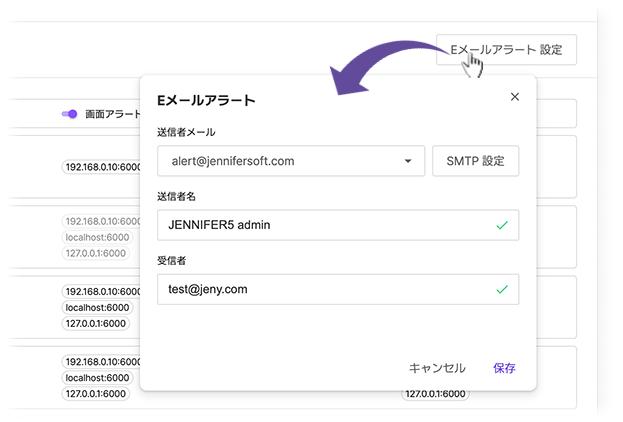 Eメールアラート 設定
Eメールアラート
画面アラート
送信者メール
alert@jennifersoft.com
SMTP 設定
192.168.0.10:6000
送信者名
JENNIFER5 admin
192.168.0.10:6000
localhost:6000
127.0.0.1:6000
受信者
test@jeny.com
192.168.0.10:6000
localhost:6000
127.0.0.1:6000
192.168.0.10:6000
localhost:6000
127.0.0.1:6000
キャンセル
保存
127.0.0.1:6000